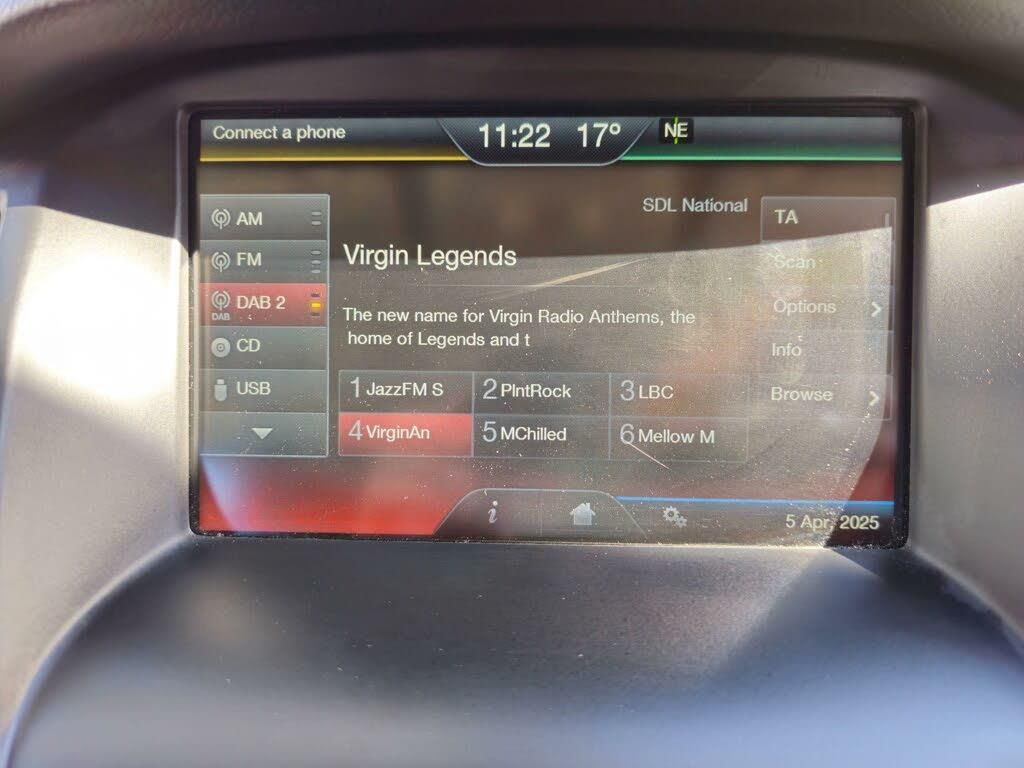 Connect a phone
11:22 17°
NE
AM
FM
DAB 2
DAB
CD
USB
SDL National
Virgin Legends
The new name for Virgin Radio Anthems, the
home of Legends and t
1 JazzFM S
2 PlntRock
3 LBC
4 VirginAn
5 MChilled
6 Mellow M
TA
Scan
Options
Info
Browse
i
5 Apr, 2025